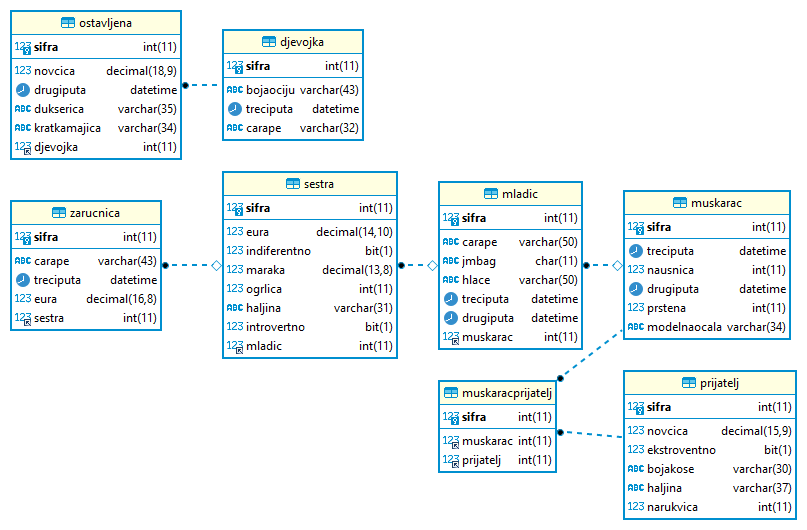 ostavljena
123 sifra int(11)
123 novcica decimal(18,9)
drugiputa datetime
ABC dukserica varchar(35)
ABC kratkamajica varchar(34)
123 djevojka int(11)
djevojka
123 sifra int(11)
ABC bojaociju varchar(43)
treciputa datetime
ABC carape varchar(32)
zarucnica
123 sifra int(11)
ABC carape varchar(43)
treciputa datetime
123 eura decimal(16,8)
123 sestra int(11)
sestra
123 sifra int(11)
123 eura decimal(14,10)
123 indiferentno bit(1)
123 maraka decimal(13,8)
123 ogrlica int(11)
ABC haljina varchar(31)
123 introvertno bit(1)
123 mladic int(11)
mladic
123 sifra int(11)
ABC carape varchar(50)
ABC jmbag char(11)
ABC hlace varchar(50)
treciputa datetime
drugiputa datetime
123 muskarac int(11)
muskarac
123 sifra int(11)
treciputa datetime
123 nausnica int(11)
drugiputa datetime
123 prstena int(11)
ABC modelnaocala varchar(34)
muskaracprijatelj
123 sifra int(11)
123 muskarac int(11)
123 prijatelj int(11)
prijatelj
123 sifra int(11)
123 novcica decimal(15,9)
123 ekstroventno bit(1)
ABC bojakose varchar(30)
ABC haljina varchar(37)
123 narukvica int(11)